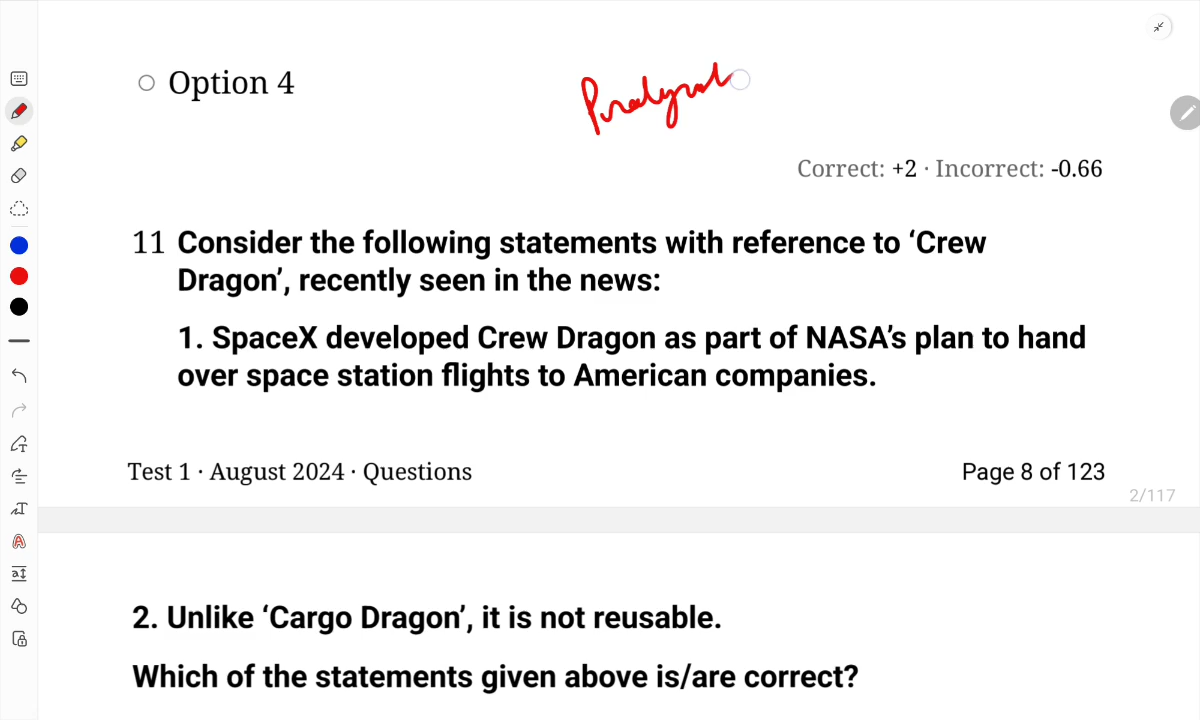 Option 4
Correct: +2 · Incorrect: -0.66
11 Consider the following statements with reference to ‘Crew
Dragon’, recently seen in the news:
1. SpaceX developed Crew Dragon as part of NASA’s plan to hand
over space station flights to American companies.
Test 1 · August 2024 · Questions
Page 8 of 123
2/117
2. Unlike ‘Cargo Dragon’, it is not reusable.
Which of the statements given above is/are correct?